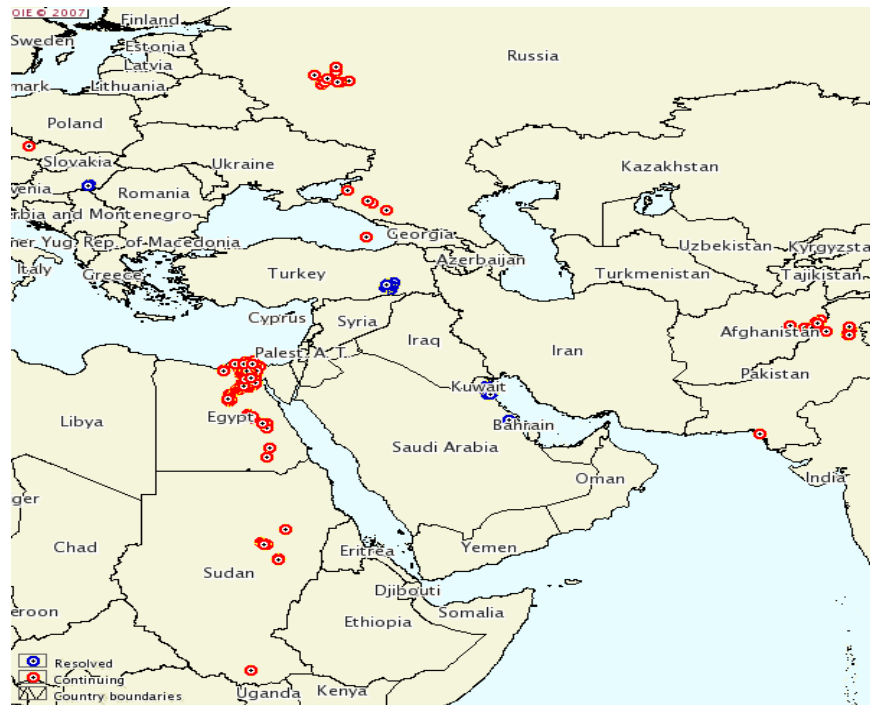 OIE © 2007
Finland
Sweden
Estonia
Russia
Latvia
mark
Lithuania
Poland
Slovakia
Ukraine
Kazakhstan
venia
Romania
rbia and Montenegro
Georgia
ner Yug. Rep. of Macedonia
Uzbekistan
Kyrgyzsta
Azerbaijan
Italy
Greece
Turkey
Turkmenistan
Tajikistan
Cyprus
Syria
Iraq
Afghanistan
Palest. A. T.
Iran
Pakistan
Kuwait
Libya
Egypt
Bahrain
Saudi Arabia
India
Oman
ger
Chad
Eritrea
Yemen
Sudan
Djibouti
eroon
Ethiopia
Somalia
Resolved
Continuing
Uganda
Kenya
Country boundaries